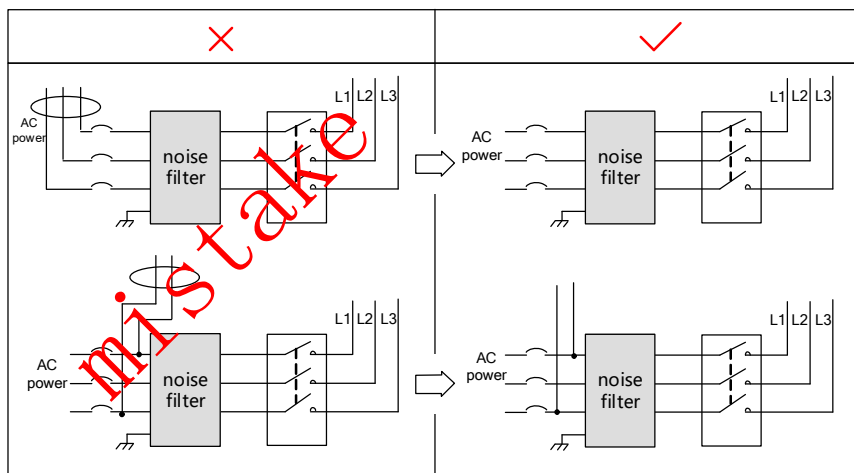 L1 L2 L3
AC
power
noise
filter
L1 L2 L3
AC
power
noise
filter
mistake
L1 L2 L3
AC
power
noise
filter
L1 L2 L3
AC
power
noise
filter